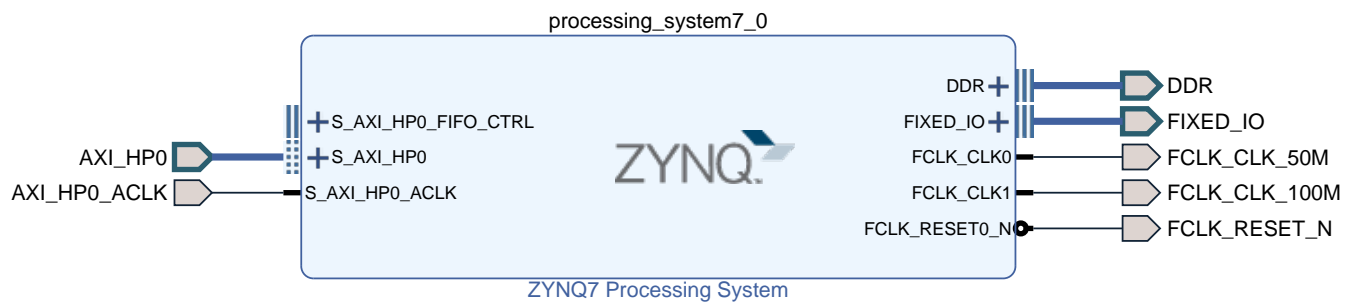 processing_system7_0
DDR
DDR
S_AXI_HP0_FIFO_CTRL
FIXED_IO
FIXED_IO
AXI_HP0
S_AXI_HP0
ZYNQ
FCLK_CLK0
FCLK_CLK_50M
AXI_HP0_ACLK
S_AXI_HP0_ACLK
FCLK_CLK1
FCLK_CLK_100M
FCLK_RESET0_N
FCLK_RESET_N
ZYNQ7 Processing System